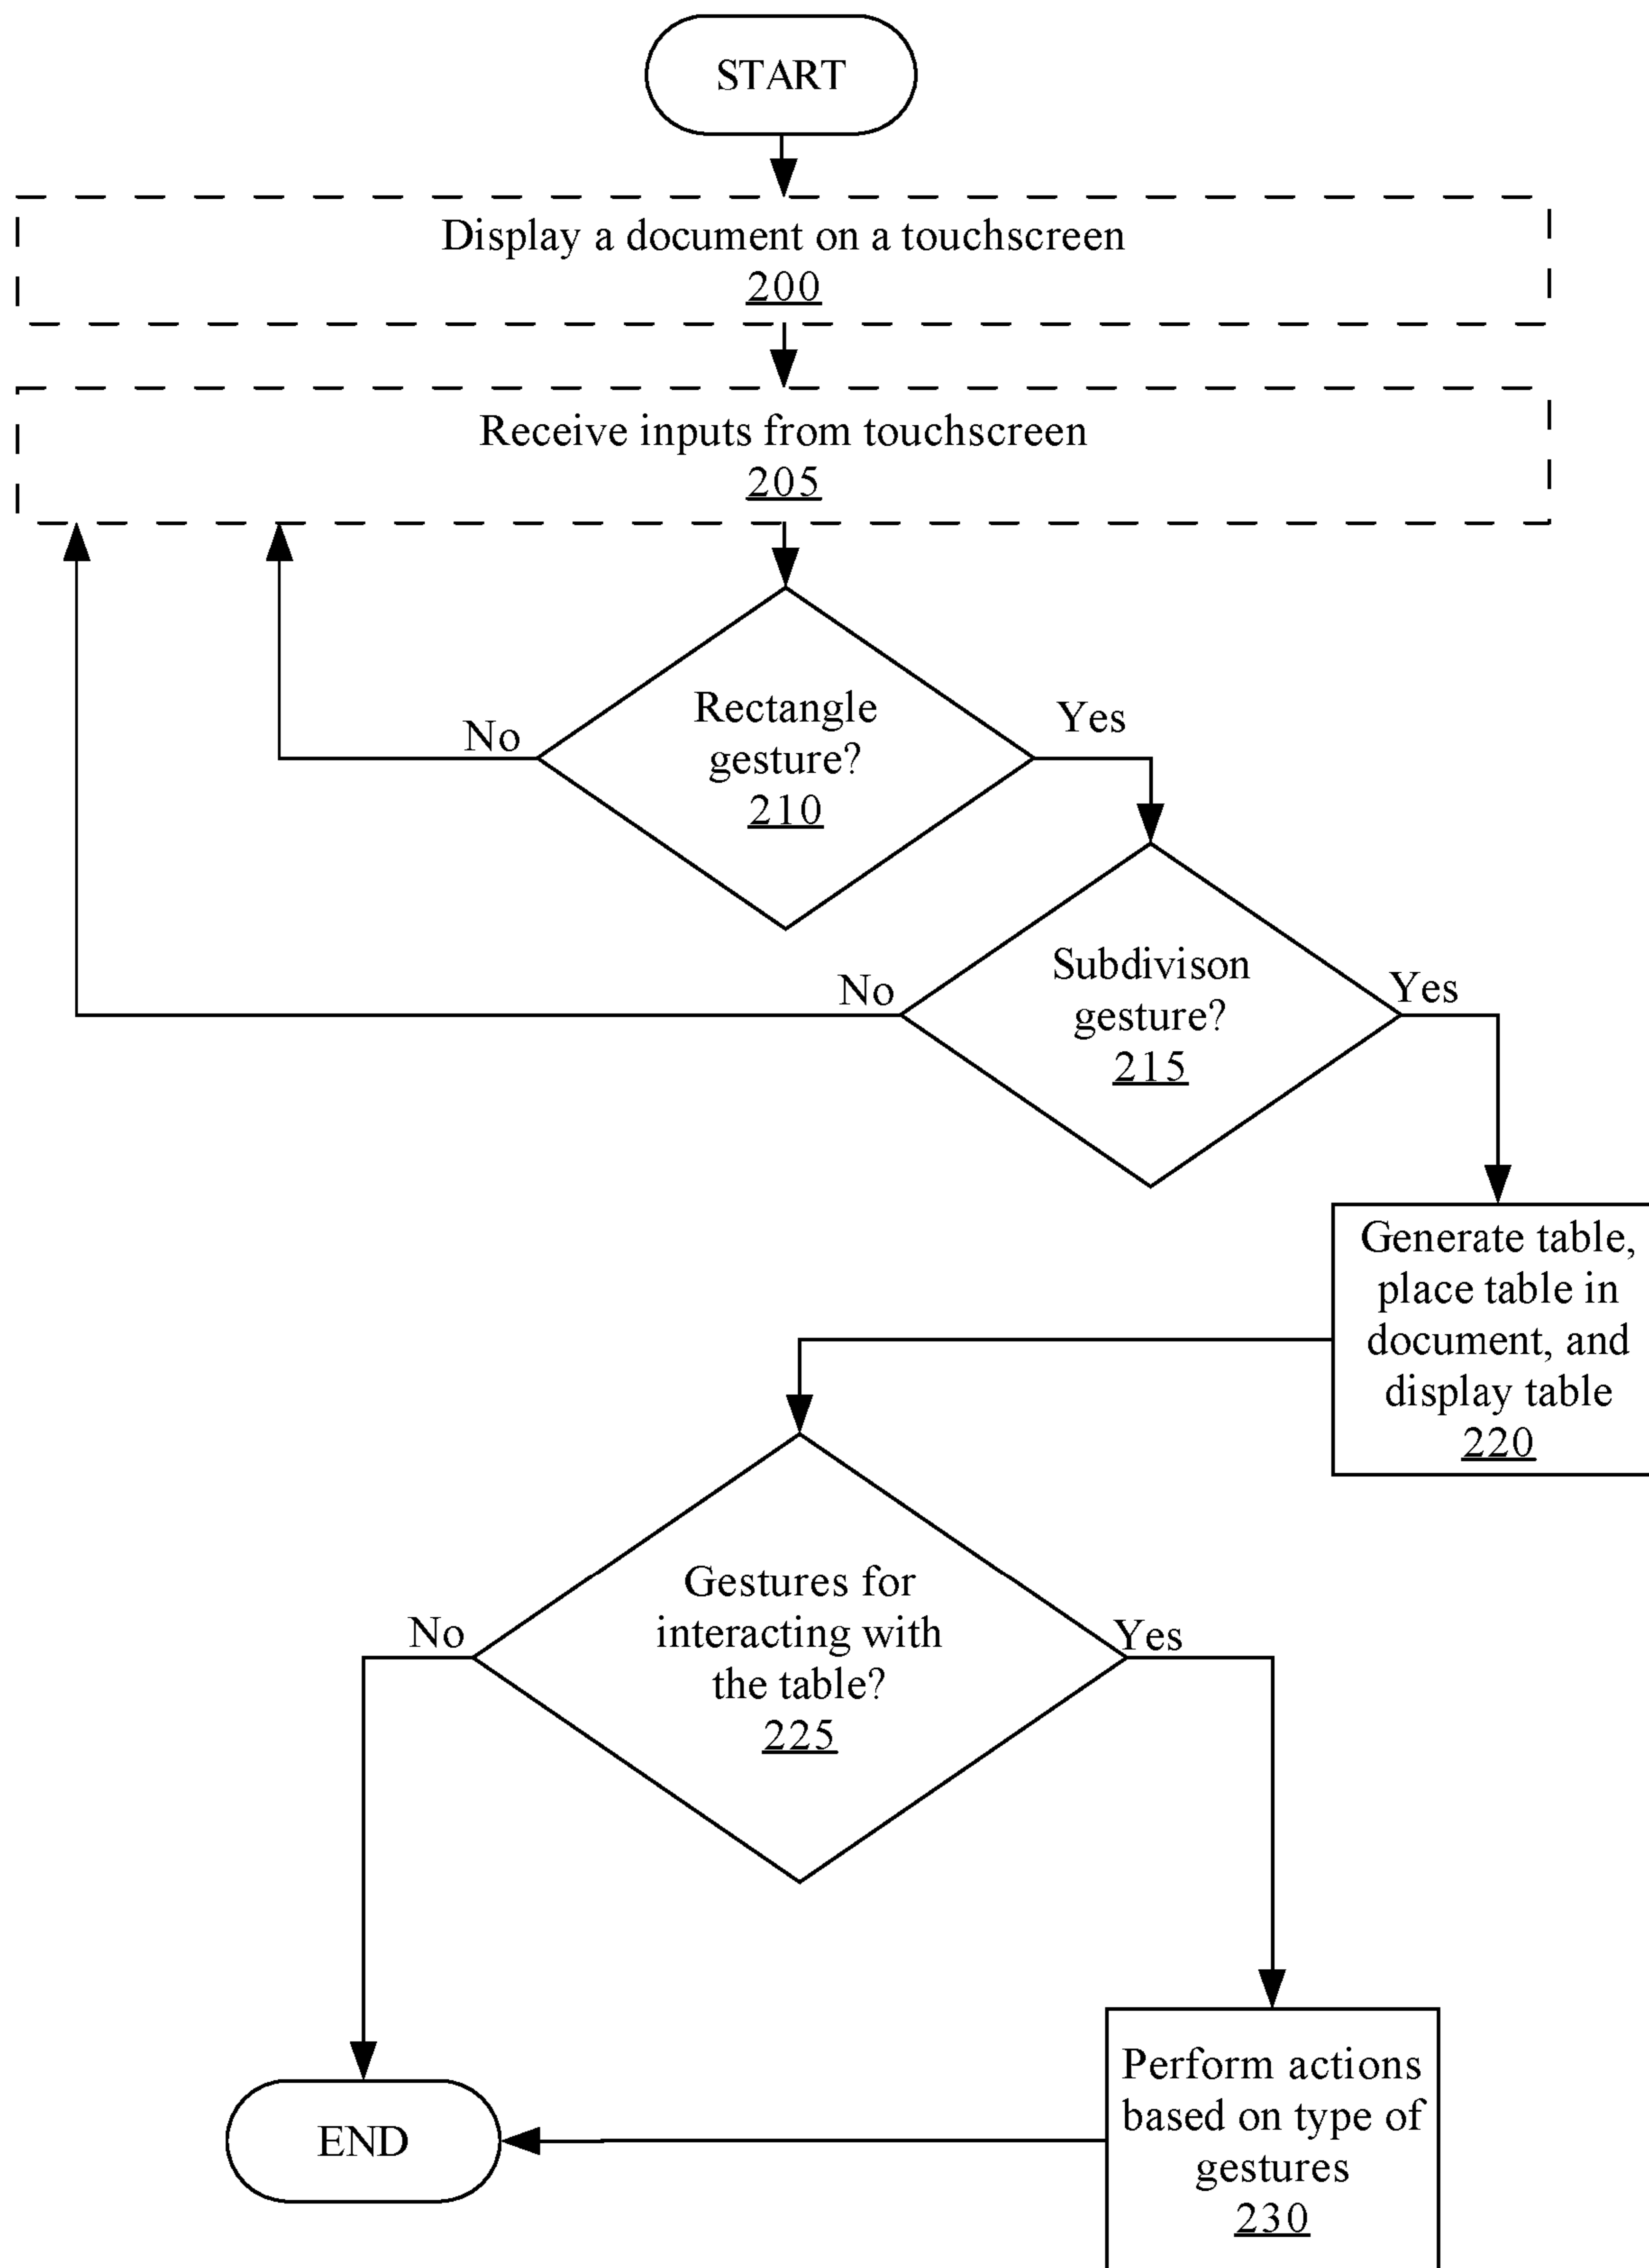 START
Display a document on a touchscreen
200
Receive inputs from touchscreen
205
Rectangle
gesture?
210
No
Yes
Subdivison
gesture?
215
No
Yes
Generate table,
place table in
document, and
display table
220
Gestures for
interacting with
the table?
225
No
Yes
Perform actions
based on type of
gestures
230
END